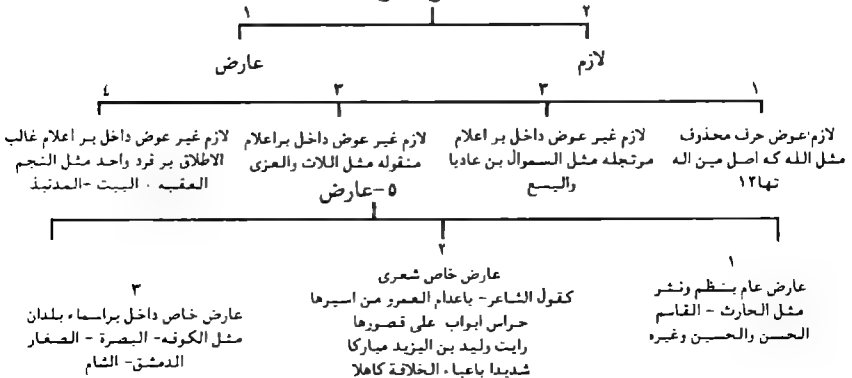 ٢
١
لازم
عارض
١
٣
٣
٤
لازم عوض حرف محذوف
مثل الله كه اصل مين اله
تها١٢
لازم غير عوض داخل بر اعلام
مرتجله مثل السموال بن عاديا
واليسع
لازم غير عوض داخل براعلام
منقوله مثل اللات والعزى
لازم غير عوض داخل بر اعلام غالب
الاطلاق بر فرد واحد مثل النجم
العقبه . البيت -المدنيذ
٥-عارض
١
عارض عام بنظم ونثر
مثل الحارث - القاسم
الحسن والحسين وغيره
٢
عارض خاص شعرى
كقول الشاعر- باعدام العمرو من اسيرها
حراس ابواب على قصورها
رايت وليد بن اليزيد مباركا
شديدا باعباء الخلافة كاهلا
٣
عارض خاص داخل براسماء بلدان
مثل الكوفه- البصرة - الصغار
الدمشق- الشام